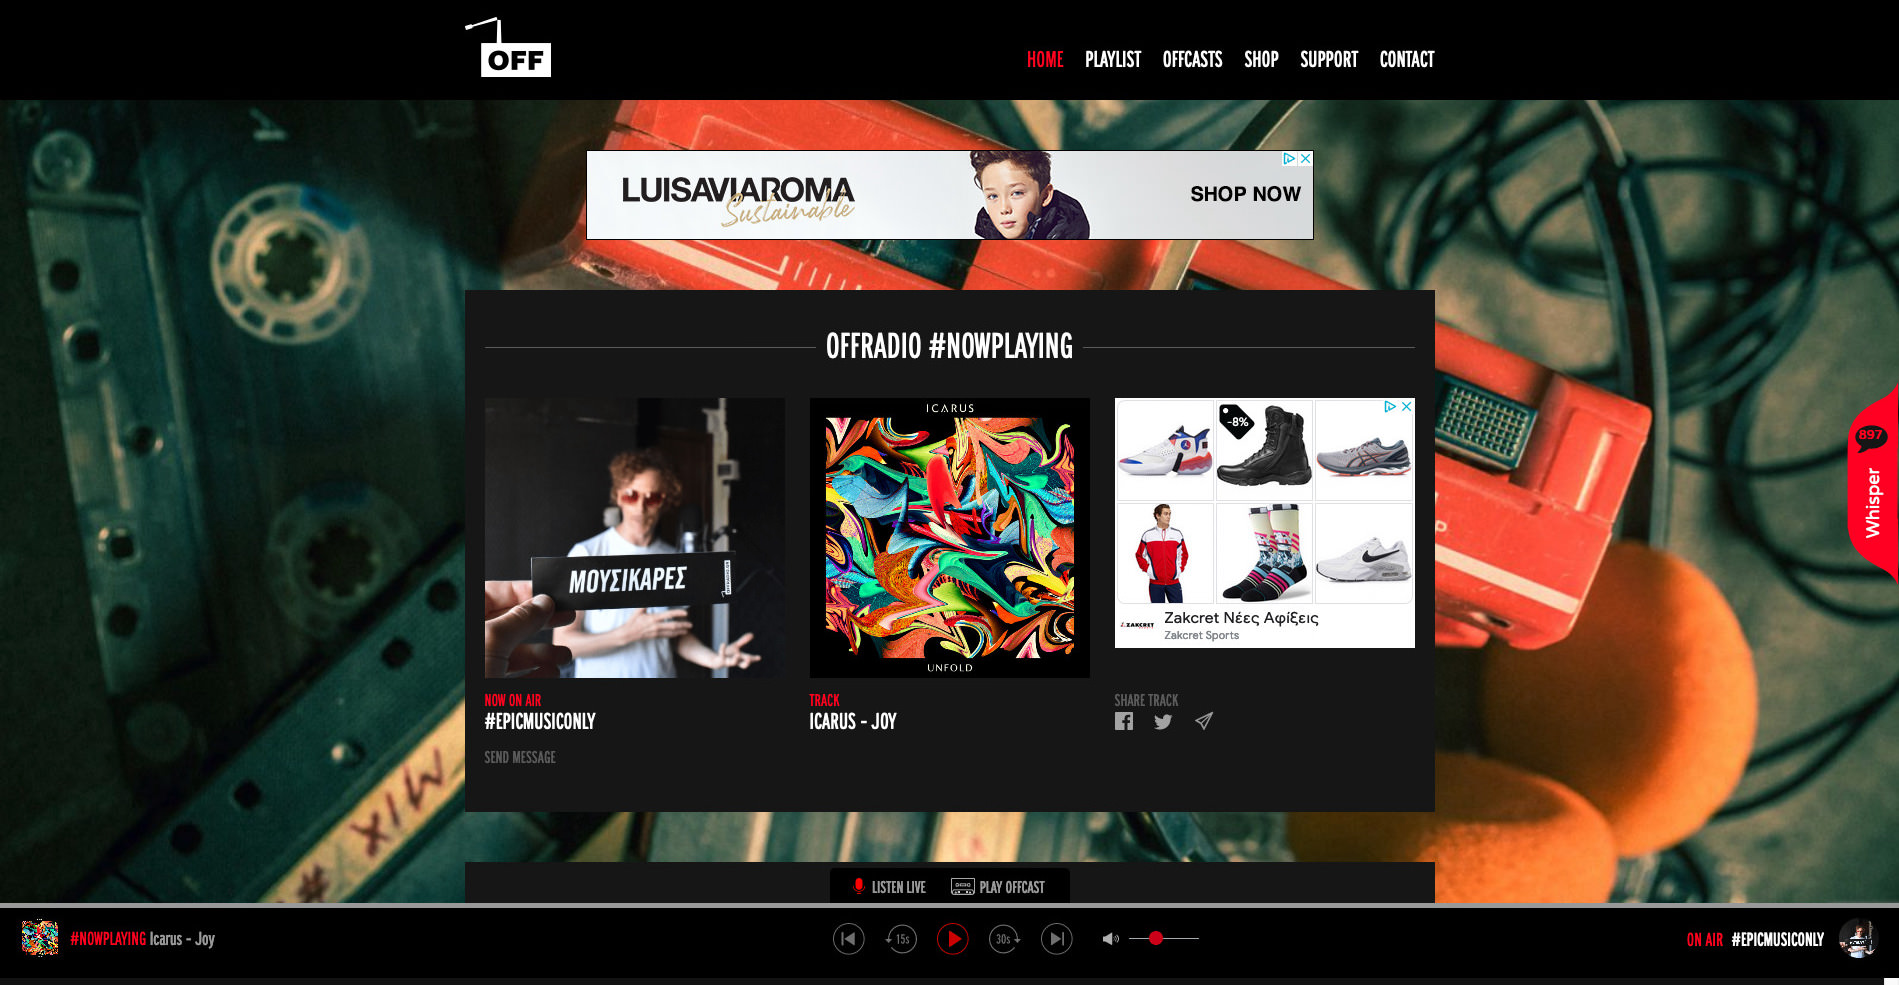 OFF
HOME PLAYLIST OFFCASTS SHOP SUPPORT CONTACT
LUISAVIAROMA
Sustainable
SHOP NOW
OFFRADIO #NOWPLAYING
ΜΟΥΣΙΚΑΡΕΣ
ICARUS
UNFOLD
-8%
ZAKCRET
Zakcret Νέες Αφίξεις
Zakcret Sports
NOW ON AIR
#EPICMUSICONLY
SEND MESSAGE
TRACK
ICARUS - JOY
SHARE TRACK
897
Whisper
# MIX
LISTEN LIVE
PLAY OFFCAST
#NOWPLAYING Icarus - Joy
15s
30s
ON AIR #EPICMUSICONLY